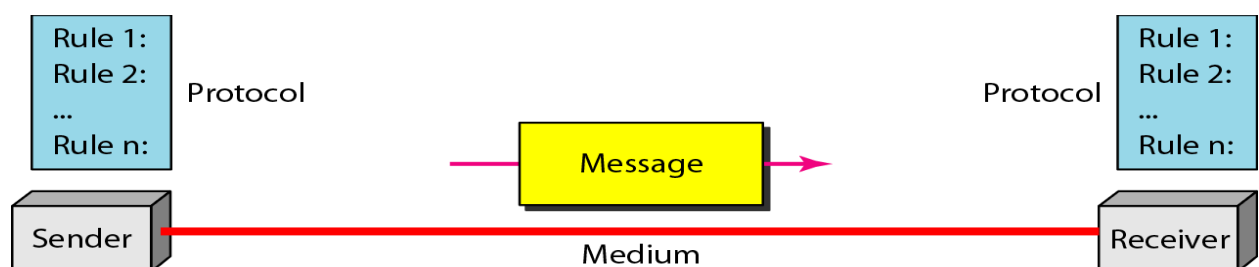 Rule 1:
Rule 2:
...
Rule n:
Protocol
Protocol
Rule 1:
Rule 2:
...
Rule n:
Message
Sender
Medium
Receiver